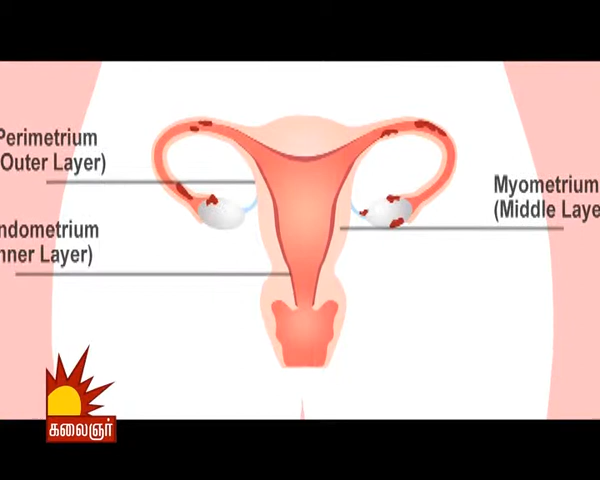 Perimetrium
(Outer Layer)
Myometrium
(Middle Laye
ndometrium
nner Layer)
கலைஞர்